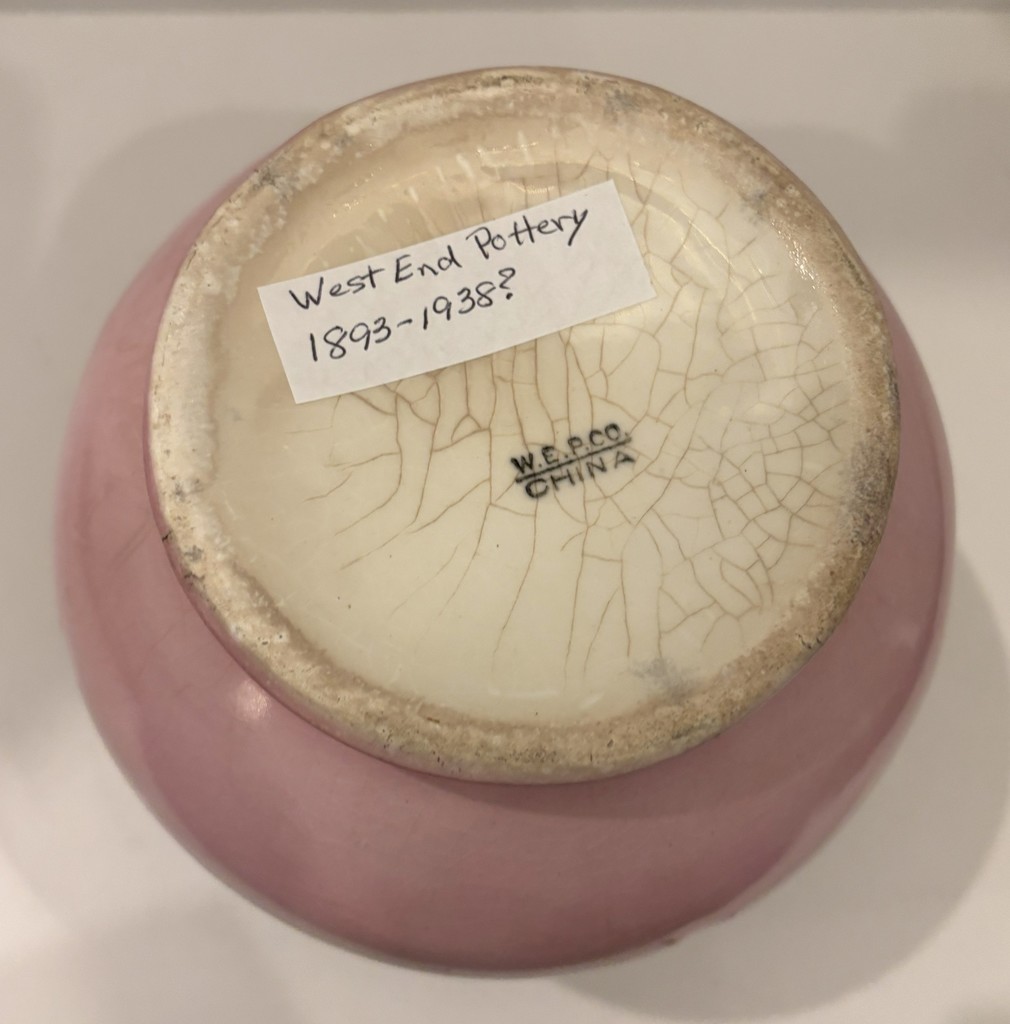 West End Pottery
1893-1938?
W.E.P.CO.
CHINA